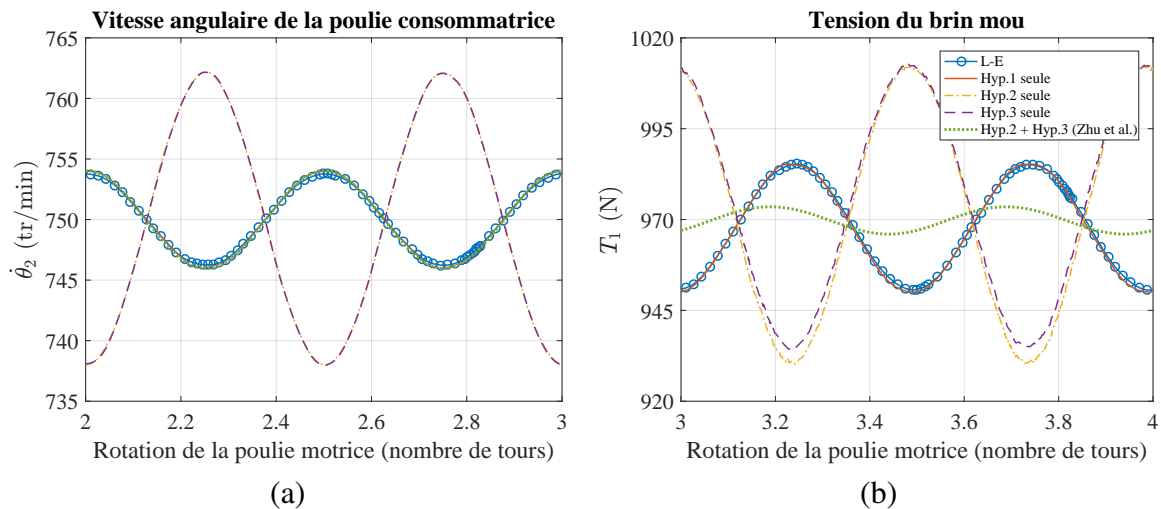 Vitesse angulaire de la poulie consommatrice
765
762
754
750
745
738
735
2
2.2
2.4
2.6
2.8
3
θ̇₂ (tr/min)
Rotation de la poulie motrice (nombre de tours)
(a)
Tension du brin mou
1020
995
970
945
920
3
3.2
3.4
3.6
3.8
4
T₁ (N)
Rotation de la poulie motrice (nombre de tours)
(b)
L-E
Hyp.1 seule
Hyp.2 seule
Hyp.3 seule
Hyp.2 + Hyp.3 (Zhu et al.)